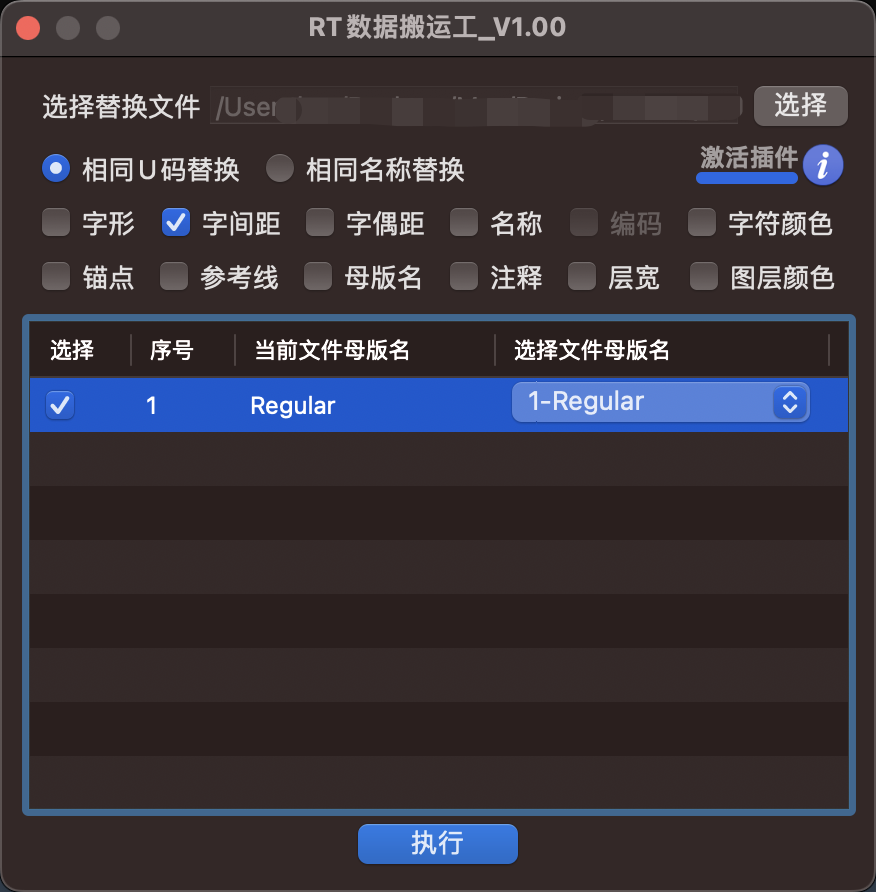 RT数据搬运工_V1.00
选择替换文件 /User 选择
相同U码替换 相同名称替换 激活插件 i
字形 字间距 字偶距 名称 编码 字符颜色
锚点 参考线 母版名 注释 层宽 图层颜色
选择 序号 当前文件母版名 选择文件母版名
1 Regular 1-Regular
执行